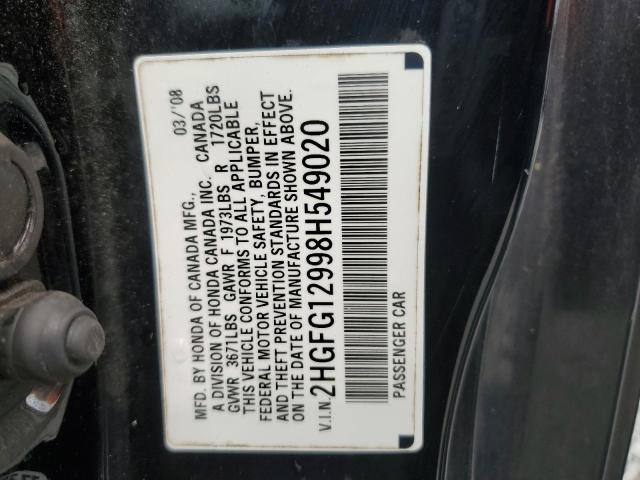 MFD. BY HONDA OF CANADA MFG., 03/'08
A DIVISION OF HONDA CANADA INC. CANADA
GVWR 3671LBS GAWR F 1973LBS R 1720LBS
THIS VEHICLE CONFORMS TO ALL APPLICABLE
FEDERAL MOTOR VEHICLE SAFETY, BUMPER,
AND THEFT PREVENTION STANDARDS IN EFFECT
ON THE DATE OF MANUFACTURE SHOWN ABOVE.
V.I.N. 2HGFG12998H549020
PASSENGER CAR